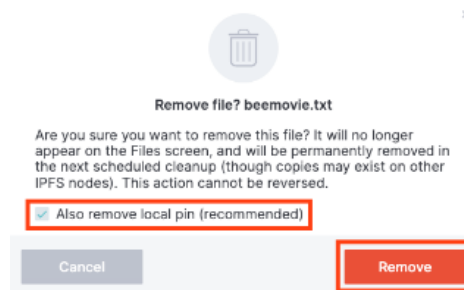 Remove file? beemovie.txt
Are you sure you want to remove this file? It will no longer
appear on the Files screen, and will be permanently removed in
the next scheduled cleanup (though copies may exist on other
IPFS nodes). This action cannot be reversed.
Also remove local pin (recommended)
Cancel
Remove